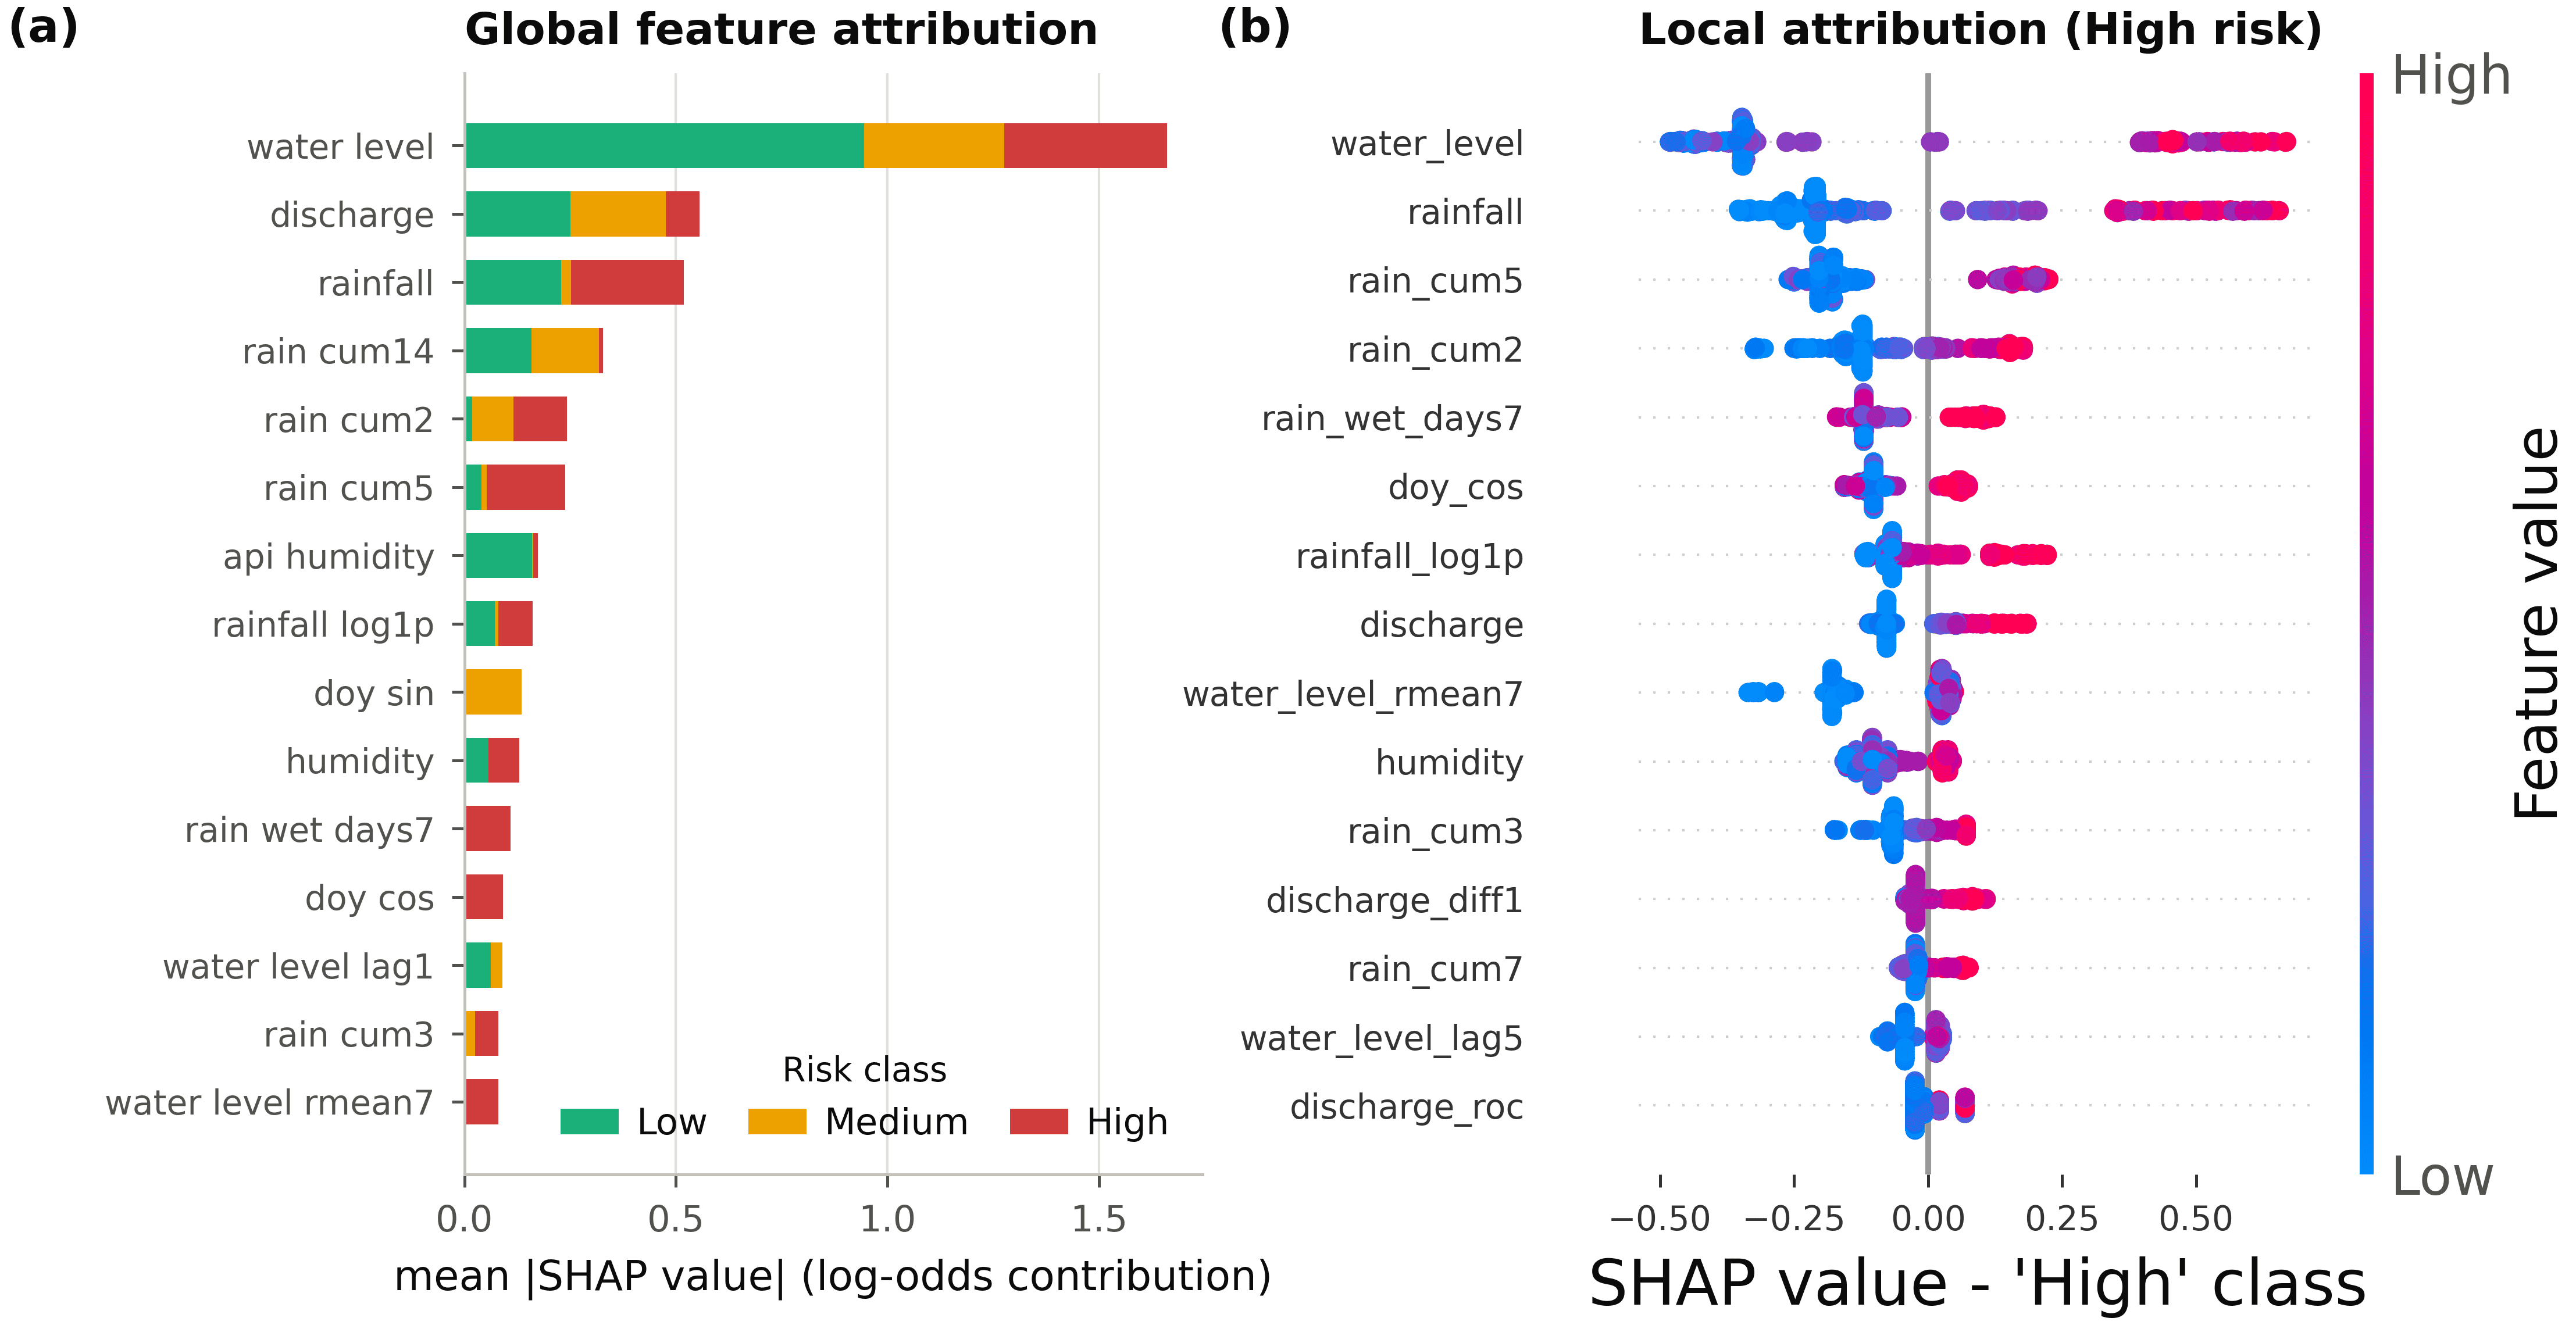 (a)
Global feature attribution
water level
discharge
rainfall
rain cum14
rain cum2
rain cum5
api humidity
rainfall log1p
doy sin
humidity
rain wet days7
doy cos
water level lag1
rain cum3
water level rmean7
Risk class
Low Medium High
0.0 0.5 1.0 1.5
mean |SHAP value| (log-odds contribution)
(b)
Local attribution (High risk)
water_level
rainfall
rain_cum5
rain_cum2
rain_wet_days7
doy_cos
rainfall_log1p
discharge
water_level_rmean7
humidity
rain_cum3
discharge_diff1
rain_cum7
water_level_lag5
discharge_roc
−0.50 −0.25 0.00 0.25 0.50
SHAP value - 'High' class
High
Feature value
Low